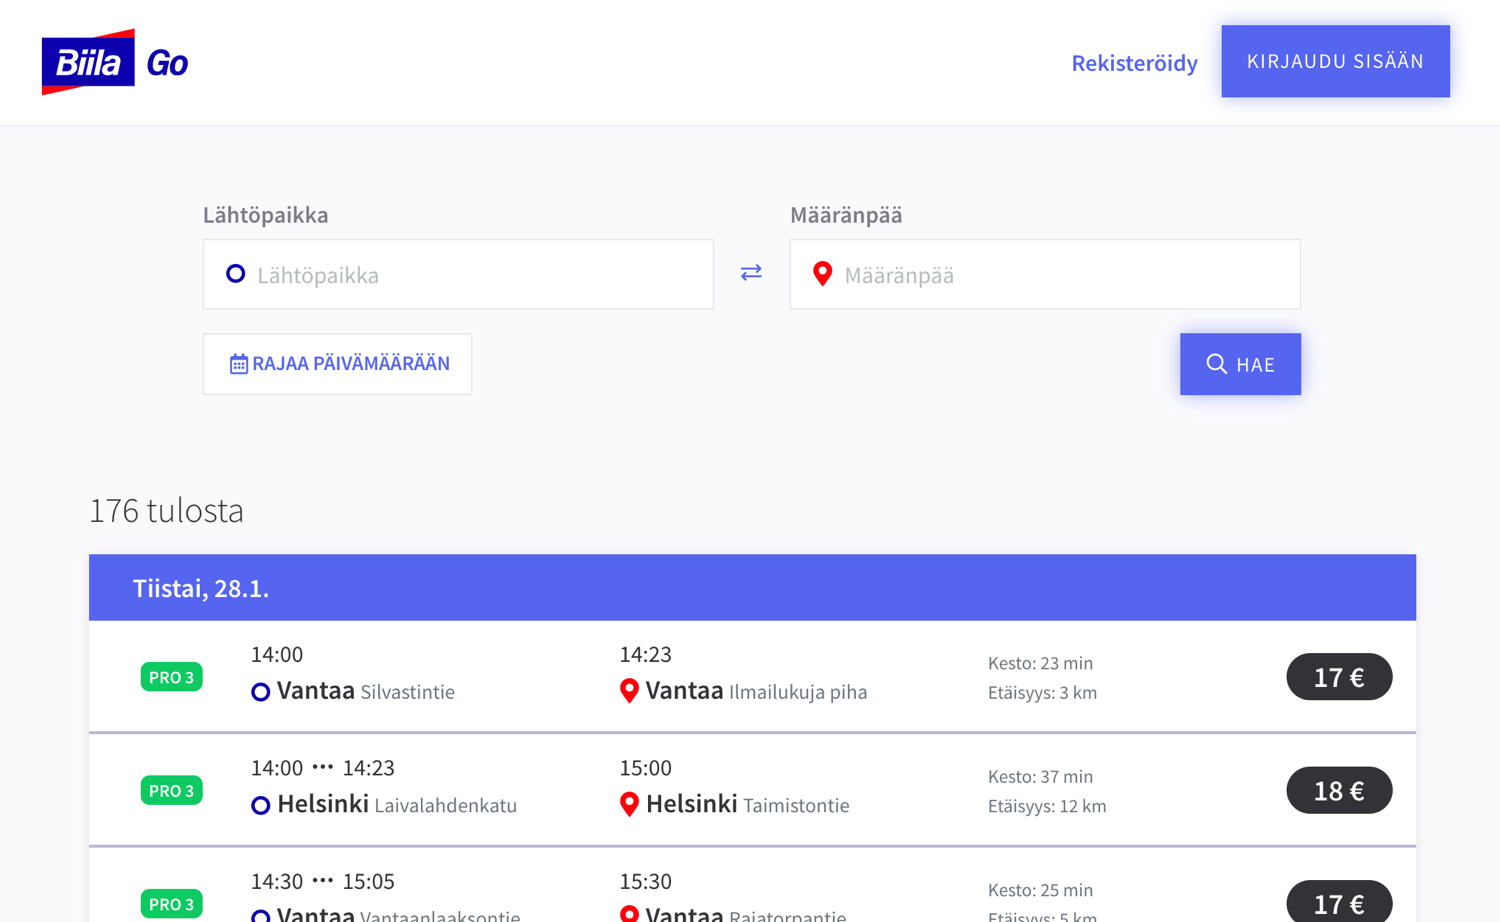 Biila Go
Rekisteröidy
KIRJAUDU SISÄÄN
Lähtöpaikka
Määränpää
Lähtöpaikka
Määränpää
RAJAA PÄIVÄMÄÄRÄÄN
HAE
176 tulosta
Tiistai, 28.1.
PRO 3
14:00
Vantaa Silvastintie
14:23
Vantaa Ilmailukuja piha
Kesto: 23 min
Etäisyys: 3 km
17 €
PRO 3
14:00 ••• 14:23
Helsinki Laivalahdenkatu
15:00
Helsinki Taimistontie
Kesto: 37 min
Etäisyys: 12 km
18 €
PRO 3
14:30 ••• 15:05
Vantaa Vantaanlaaksontie
15:30
Vantaa Rajatorpantie
Kesto: 25 min
Etäisyys: 5 km
17 €